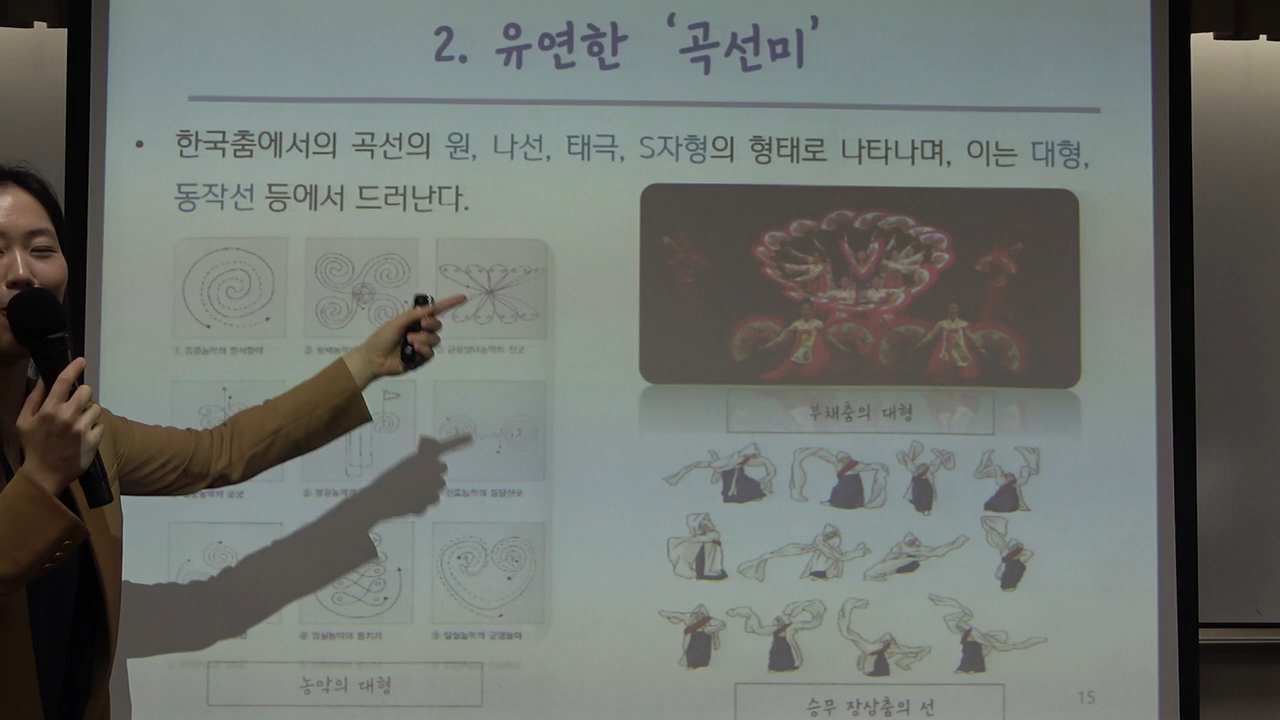 2. 유연한 ‘곡선미’
• 한국춤에서의 곡선의 원, 나선, 태극, S자형의 형태로 나타나며, 이는 대형,
동작선 등에서 드러난다.
부채춤의 대형
농악의 대형
승무 장삼춤의 선
15